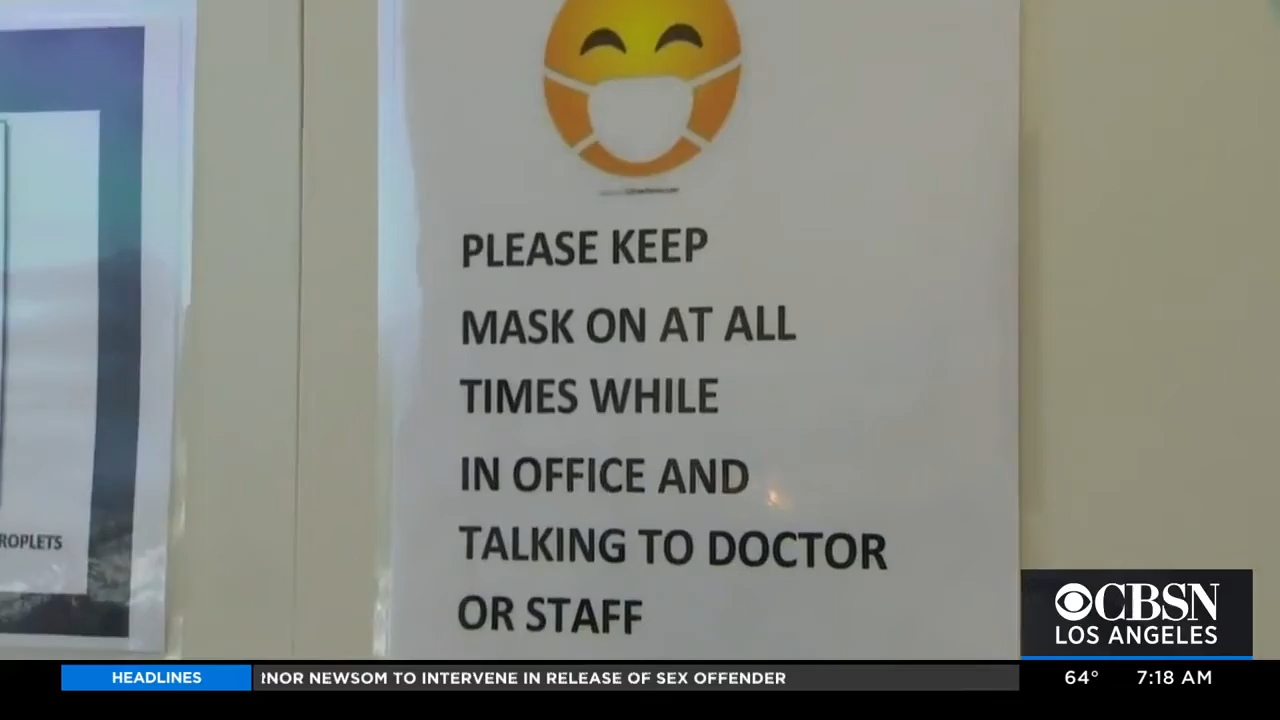 PLEASE KEEP
MASK ON AT ALL
TIMES WHILE
IN OFFICE AND
TALKING TO DOCTOR
OR STAFF
ROPLETS
CBSN
LOS ANGELES
HEADLINES
NOR NEWSOM TO INTERVENE IN RELEASE OF SEX OFFENDER
64° 7:18 AM